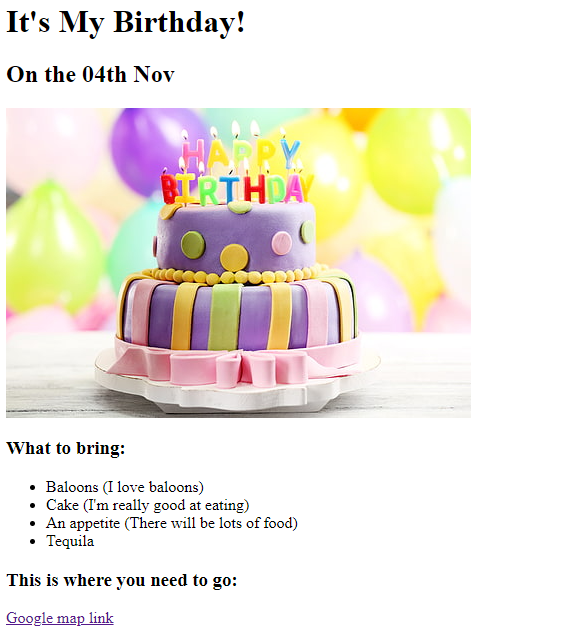 It's My Birthday!
On the 04th Nov
HAPPY
BIRTHDAY
What to bring:
Baloons (I love baloons)
Cake (I'm really good at eating)
An appetite (There will be lots of food)
Tequila
This is where you need to go:
Google map link